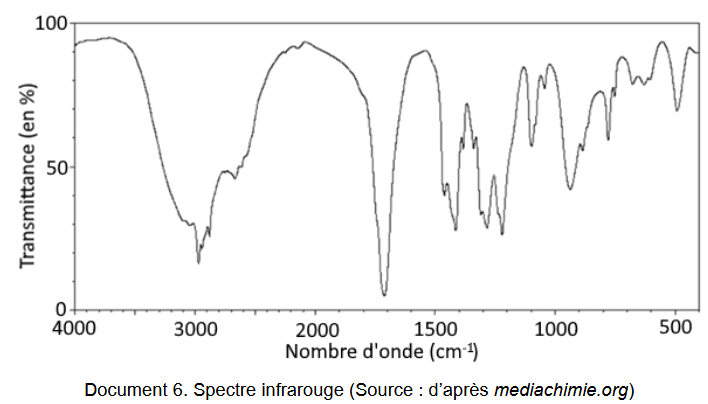 100
50
0
Transmittance (en %)
4000 3000 2000 1500 1000 500
Nombre d'onde (cm-1)
Document 6. Spectre infrarouge (Source : d’après mediachimie.org)